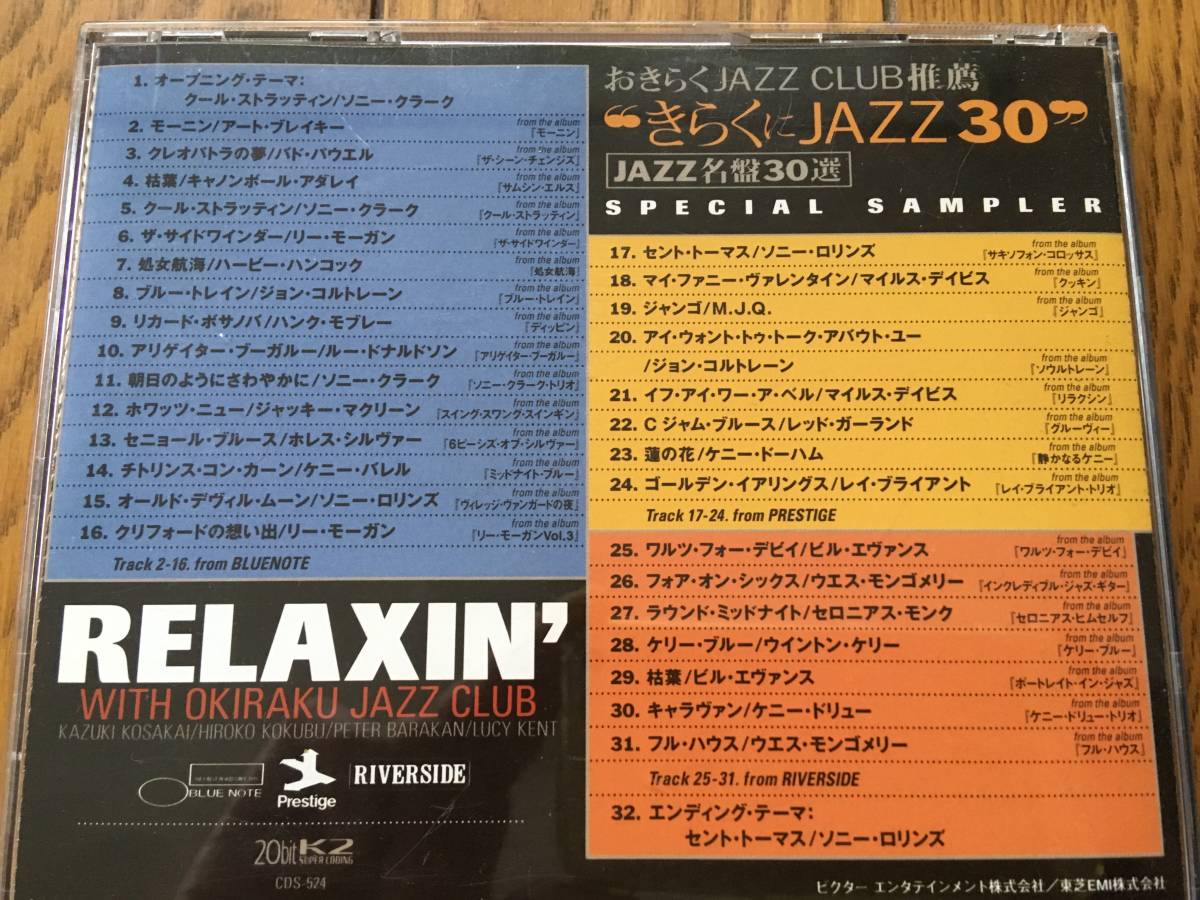 1. オープニング・テーマ:
クール・ストラッティン/ソニー・クラーク
2. モーニン/アート・ブレイキー from the album『モーニン』
3. クレオパトラの夢/バド・パウエル from the album『ザ・シーン・チェンジズ』
4. 枯葉/キャノンボール・アダレイ from the album『サムシン・エルス』
5. クール・ストラッティン/ソニー・クラーク from the album『クール・ストラッティン』
6. ザ・サイドワインダー/リー・モーガン from the album『ザ・サイドワインダー』
7. 処女航海/ハービー・ハンコック from the album『処女航海』
8. ブルー・トレイン/ジョン・コルトレーン from the album『ブルー・トレイン』
9. リカード・ボサノバ/ハンク・モブレー from the album『ディッピン』
10. アリゲイター・ブーガルー/ルー・ドナルドソン from the album『アリゲイター・ブーガルー』
11. 朝日のようにさわやかに/ソニー・クラーク from the album『ソニー・クラーク・トリオ』
12. ホワッツ・ニュー/ジャッキー・マクリーン from the album『スイング・スワング・スインギン』
13. セニョール・ブルース/ホレス・シルヴァー from the album『6ピーシズ・オブ・シルヴァー』
14. チトリンス・コン・カーン/ケニー・バレル from the album『ミッドナイト・ブルー』
15. オールド・デヴィル・ムーン/ソニー・ロリンズ from the album『ヴィレッジ・ヴァンガードの夜』
16. クリフォードの想い出/リー・モーガン from the album『リー・モーガンVol.3』
Track 2-16. from BLUENOTE
RELAXIN'
WITH OKIRAKU JAZZ CLUB
KAZUKI KOSAKAI/HIROKO KOKUBU/PETER BARAKAN/LUCY KENT
BLUE NOTE
Prestige
RIVERSIDE
20bit K2
SUPER CODING
CDS-524
おきらくJAZZ CLUB推薦
“きらくにJAZZ 30”
JAZZ名盤30選
SPECIAL SAMPLER
17. セント・トーマス/ソニー・ロリンズ from the album『サキソフォン・コロッサス』
18. マイ・ファニー・ヴァレンタイン/マイルス・デイビス from the album『クッキン』
19. ジャンゴ/M.J.Q. from the album『ジャンゴ』
20. アイ・ウォント・トゥ・トーク・アバウト・ユー
/ジョン・コルトレーン from the album『ソウルトレーン』
21. イフ・アイ・ワー・ア・ベル/マイルス・デイビス from the album『リラクシン』
22. C ジャム・ブルース/レッド・ガーランド from the album『グルーヴィー』
23. 蓮の花/ケニー・ドーハム from the album『静かなるケニー』
24. ゴールデン・イアリングス/レイ・ブライアント from the album『レイ・ブライアント・トリオ』
Track 17-24. from PRESTIGE
25. ワルツ・フォー・デビイ/ビル・エヴァンス from the album『ワルツ・フォー・デビイ』
26. フォア・オン・シックス/ウエス・モンゴメリー from the album『インクレディブル・ジャズ・ギター』
27. ラウンド・ミッドナイト/セロニアス・モンク from the album『セロニアス・ヒムセルフ』
28. ケリー・ブルー/ウイントン・ケリー from the album『ケリー・ブルー』
29. 枯葉/ビル・エヴァンス from the album『ポートレイト・イン・ジャズ』
30. キャラヴァン/ケニー・ドリュー from the album『ケニー・ドリュー・トリオ』
31. フル・ハウス/ウエス・モンゴメリー from the album『フル・ハウス』
Track 25-31. from RIVERSIDE
32. エンディング・テーマ:
セント・トーマス/ソニー・ロリンズ
ビクター エンタテインメント株式会社/東芝EMI株式会社